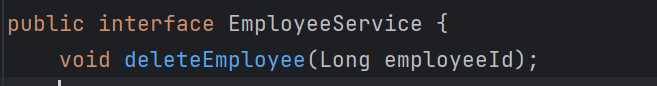 public interface EmployeeService {
    void deleteEmployee(Long employeeId);